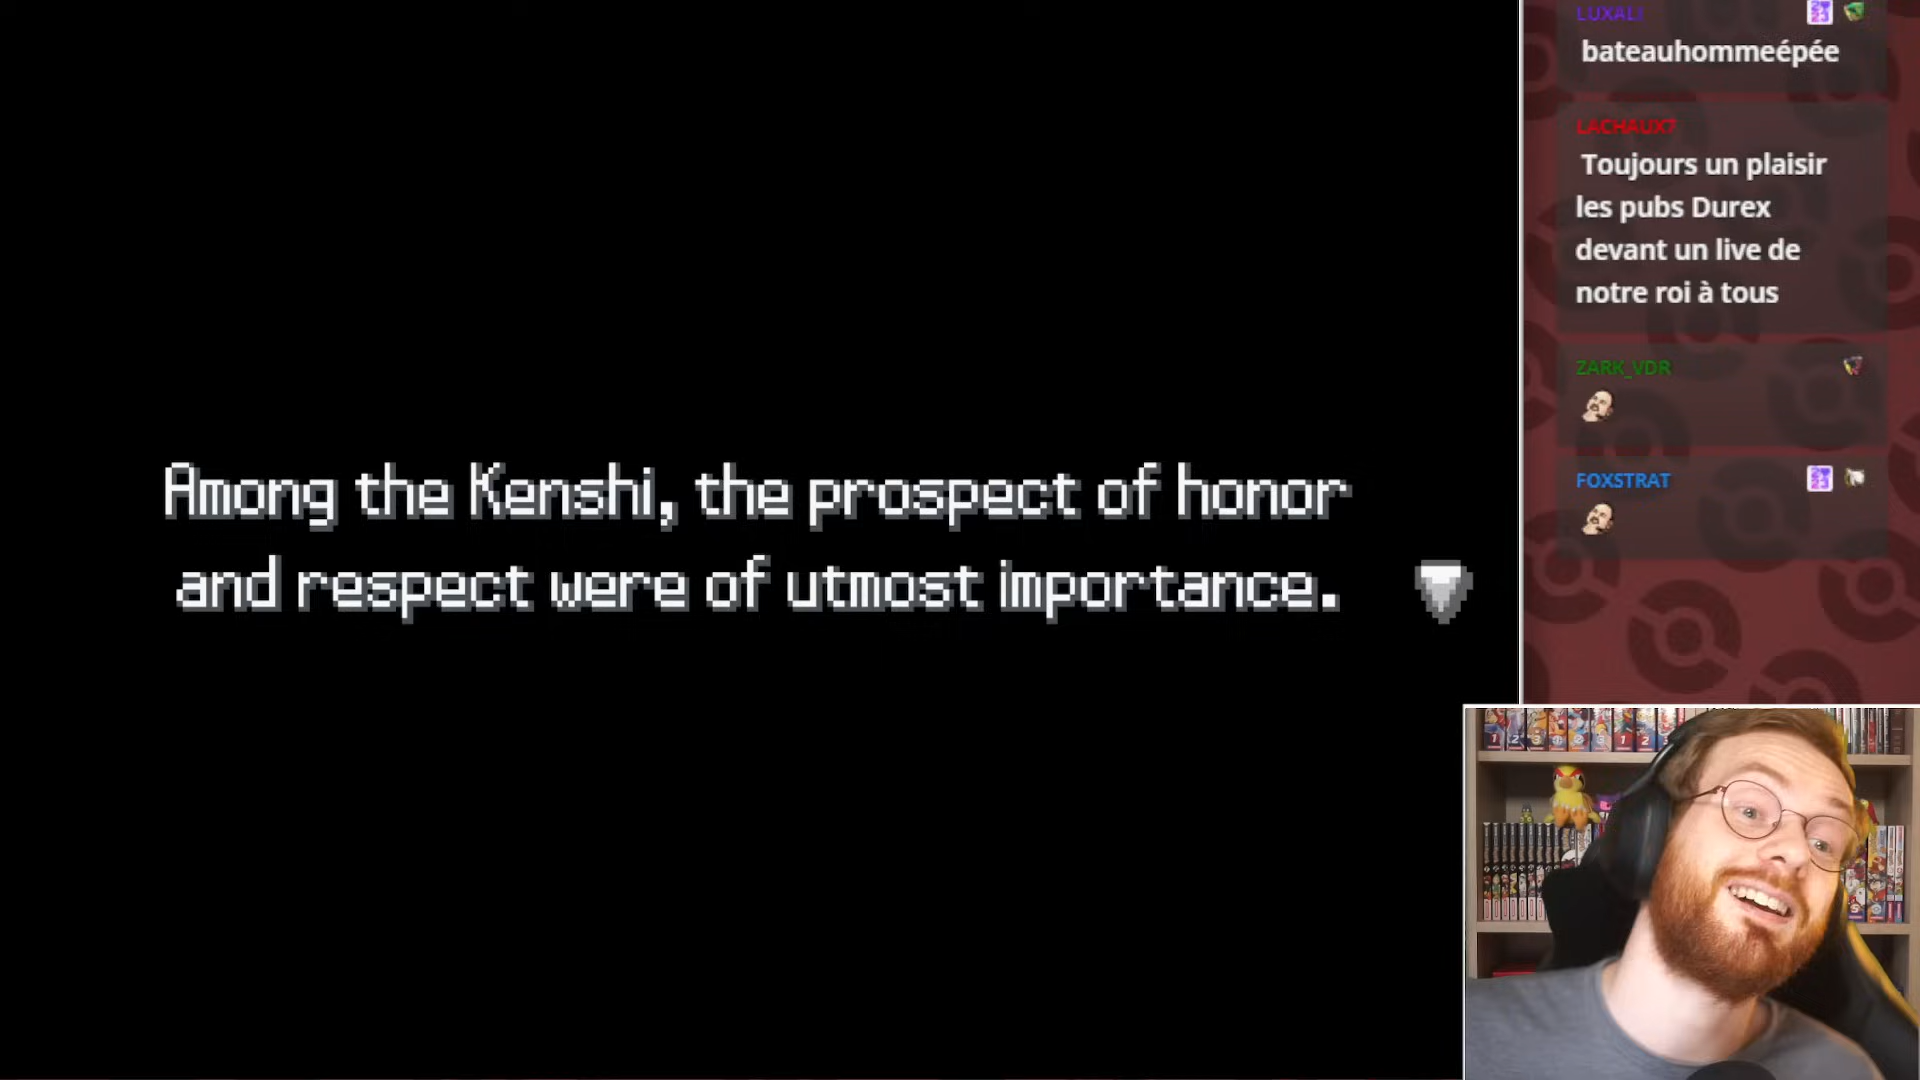 Among the Kenshi, the prospect of honor
and respect were of utmost importance.
LUXALI
bateauhommeépée
LACHAUX7
Toujours un plaisir
les pubs Durex
devant un live de
notre roi à tous
ZARK_VDR
FOXSTRAT